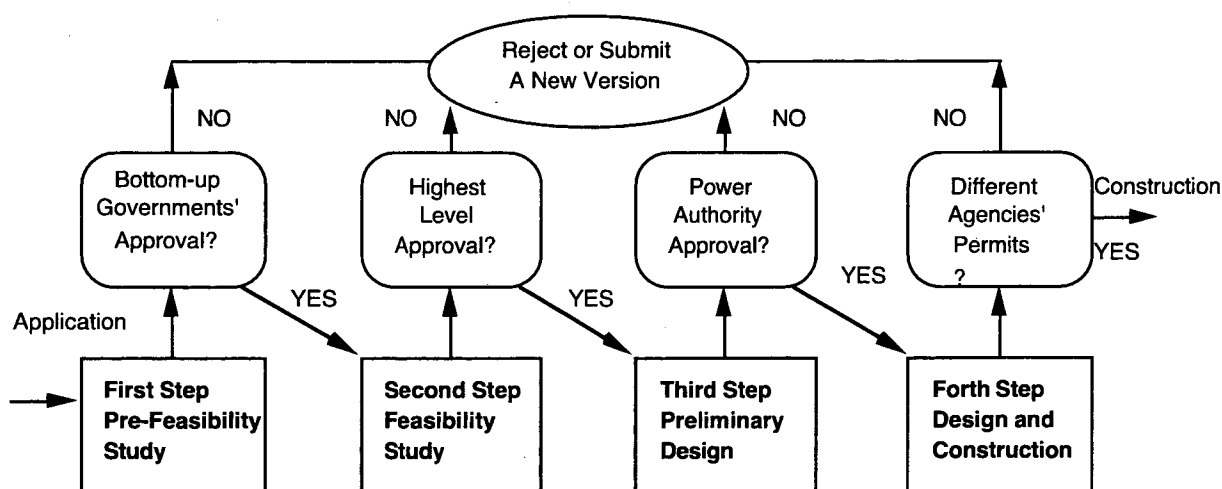 Reject or Submit
A New Version
NO
NO
NO
NO
Bottom-up
Governments'
Approval?
Highest
Level
Approval?
Power
Authority
Approval?
Different
Agencies'
Permits
?
Construction
YES
YES
YES
YES
Application
First Step
Pre-Feasibility
Study
Second Step
Feasibility
Study
Third Step
Preliminary
Design
Forth Step
Design and
Construction